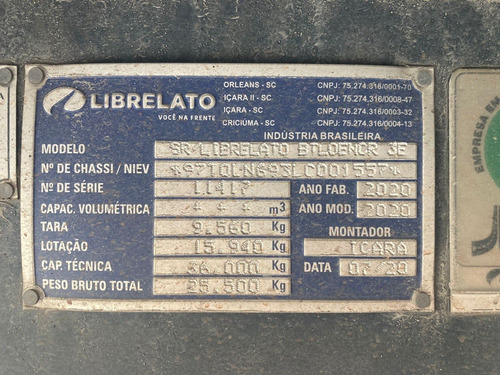 LIBRELATO
VOCÊ NA FRENTE
ORLEANS - SC CNPJ: 75.274.316/0001-70
IÇARA II - SC CNPJ: 75.274.316/0008-47
IÇARA - SC CNPJ: 75.274.316/0003-32
CRICIÚMA - SC CNPJ: 75.274.316/0004-13
INDÚSTRIA BRASILEIRA
MODELO SR/LIBRELATO BTLOENCR 3E
Nº DE CHASSI / NIEV
Nº DE SÉRIE 11417 ANO FAB. 2020
CAPAC. VOLUMÉTRICA + + + m³ ANO MOD. 2020
TARA 9.560 Kg MONTADOR
LOTAÇÃO 15.940 Kg ICARA
CAP. TÉCNICA 36.000 Kg DATA 07/20
PESO BRUTO TOTAL 25.500 Kg
EMPRESA